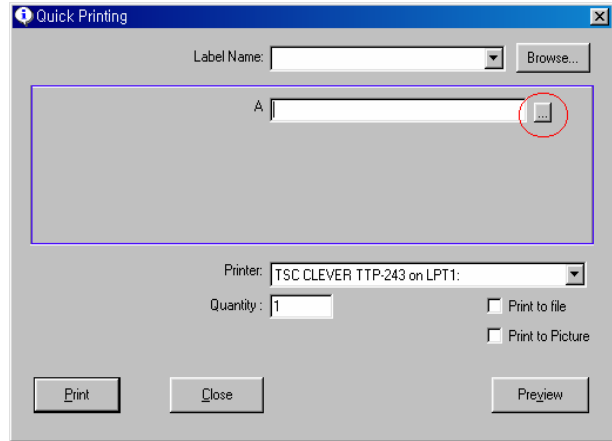 Quick Printing
Label Name:
Browse...
A
...
Printer: TSC CLEVER TTP-243 on LPT1:
Quantity : 1
Print to file
Print to Picture
Print
Close
Preview